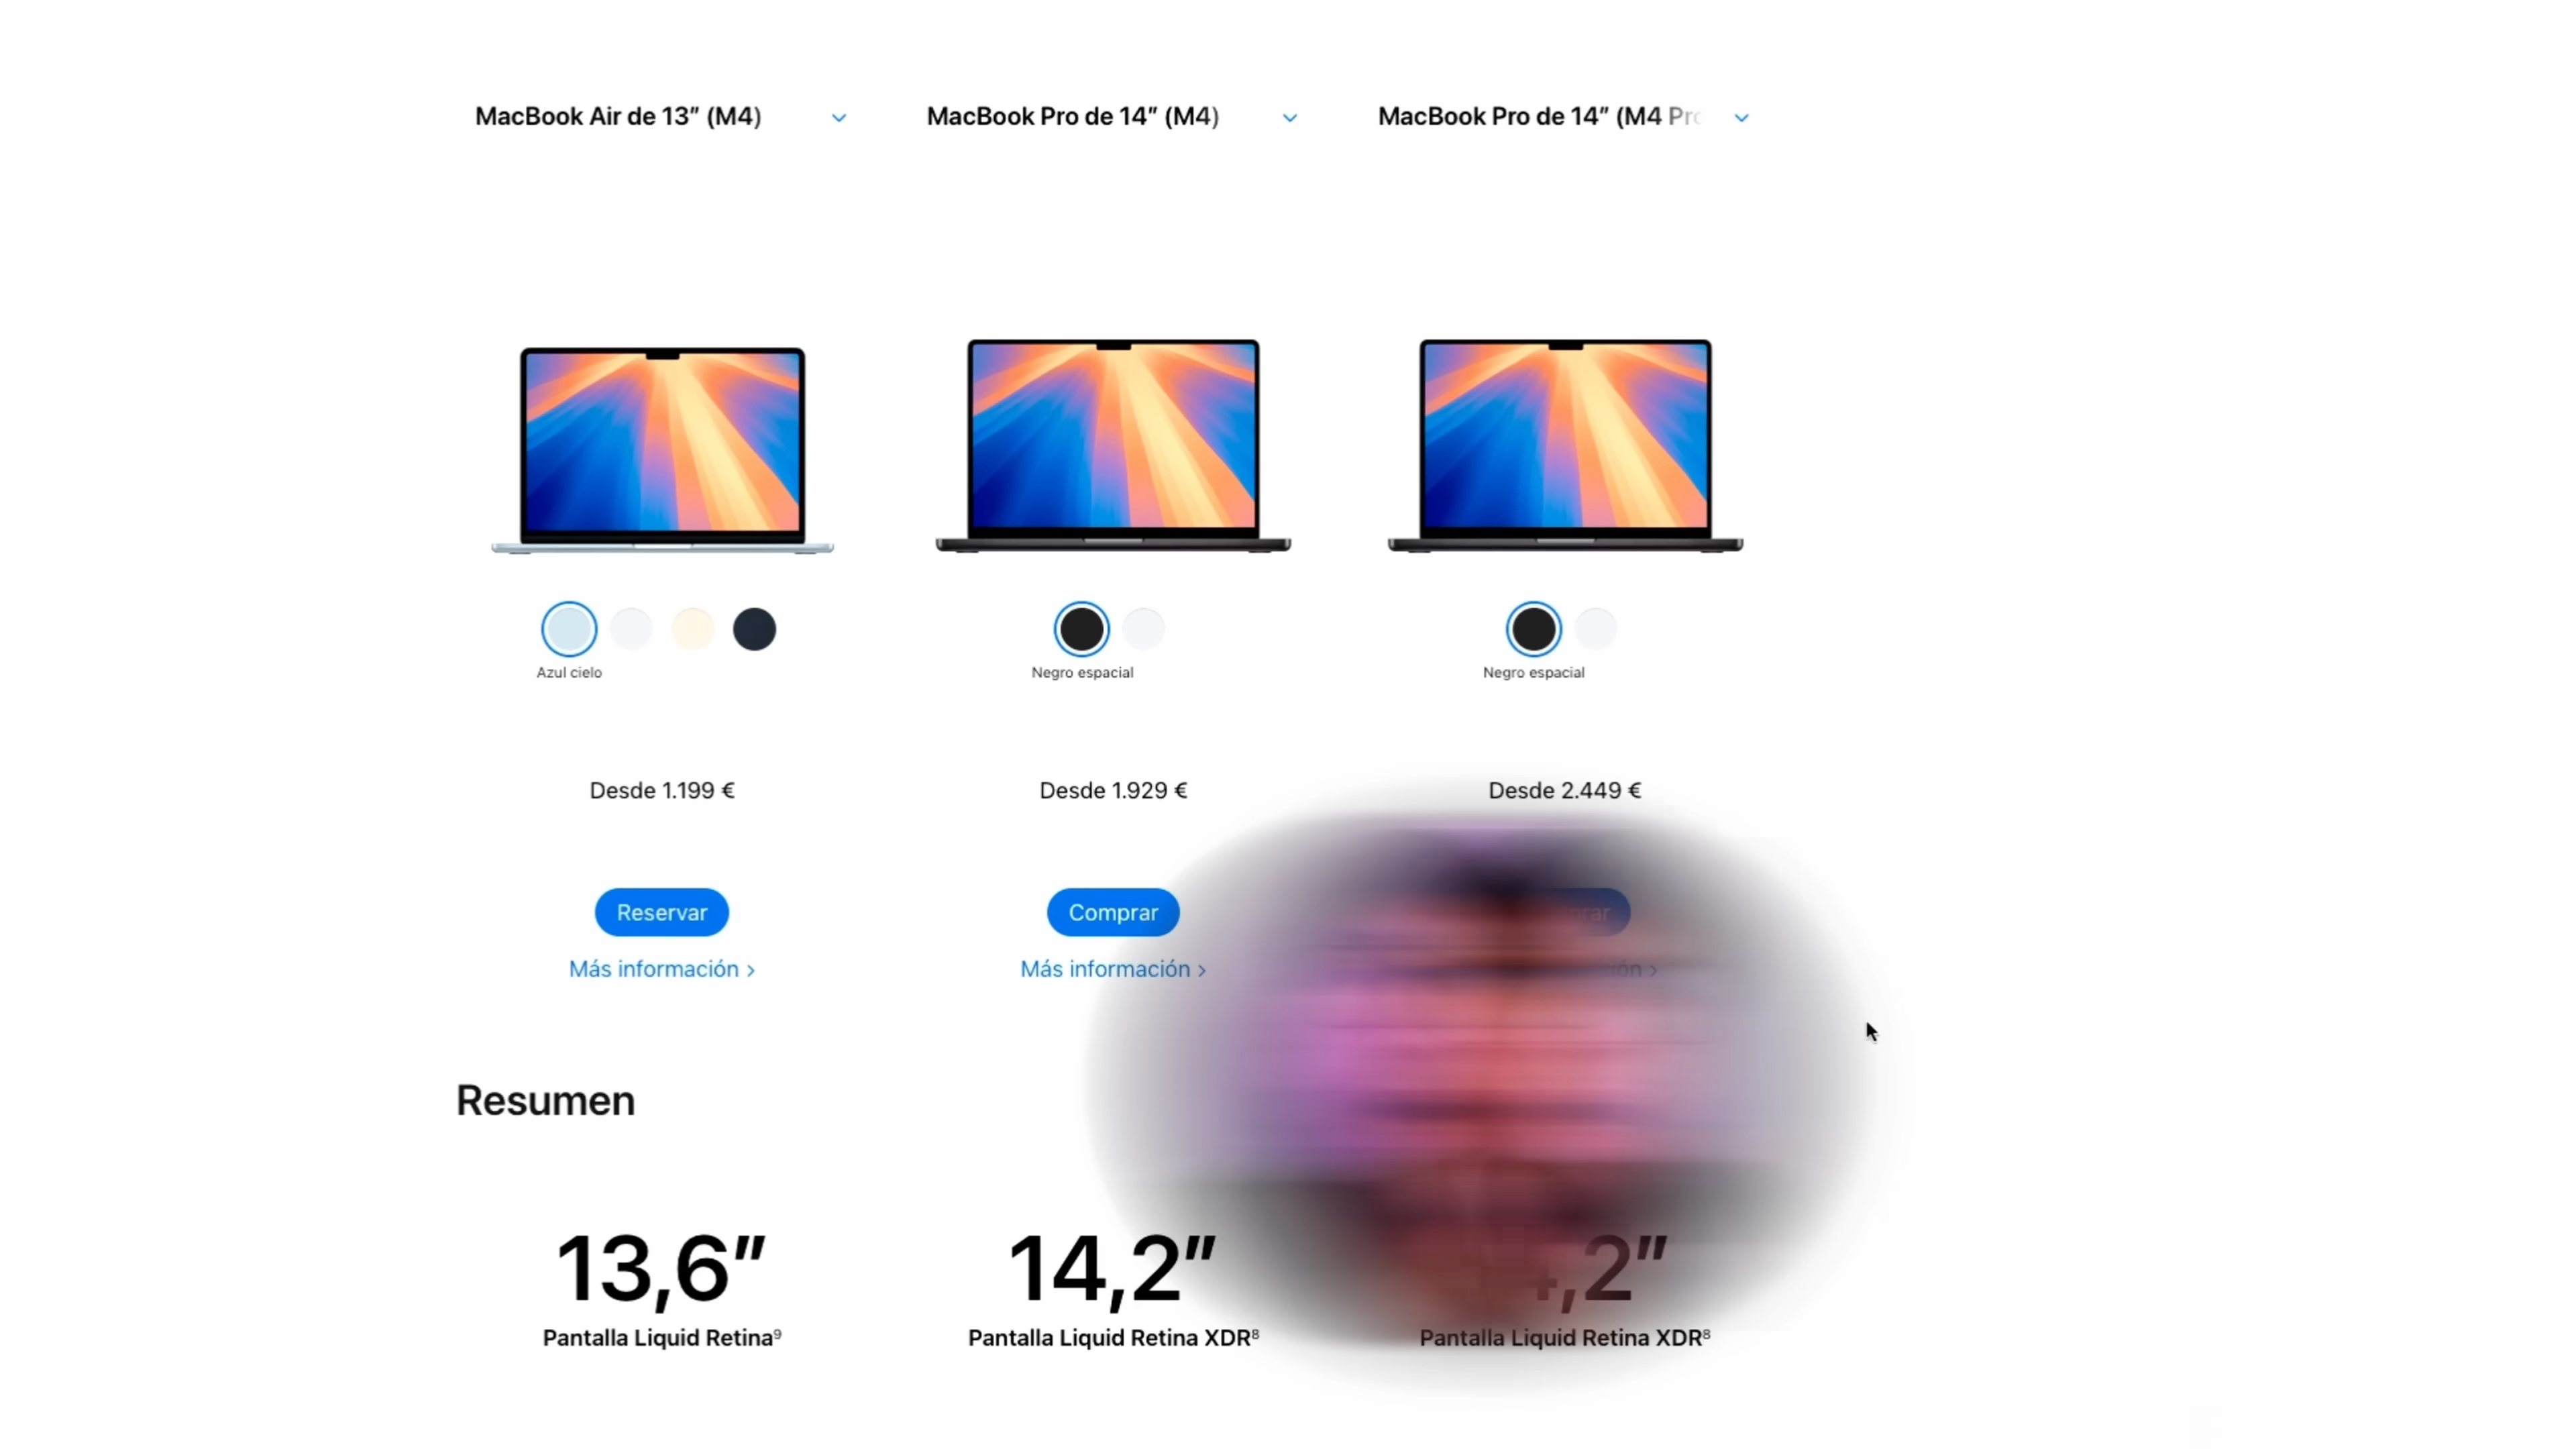 MacBook Air de 13″ (M4)
MacBook Pro de 14″ (M4)
MacBook Pro de 14″ (M4 Pro
Azul cielo
Negro espacial
Negro espacial
Desde 1.199 €
Desde 1.929 €
Desde 2.449 €
Reservar
Comprar
Más información >
Más información >
Resumen
13,6″
14,2″
,2″
Pantalla Liquid Retina⁹
Pantalla Liquid Retina XDR⁸
Pantalla Liquid Retina XDR⁸